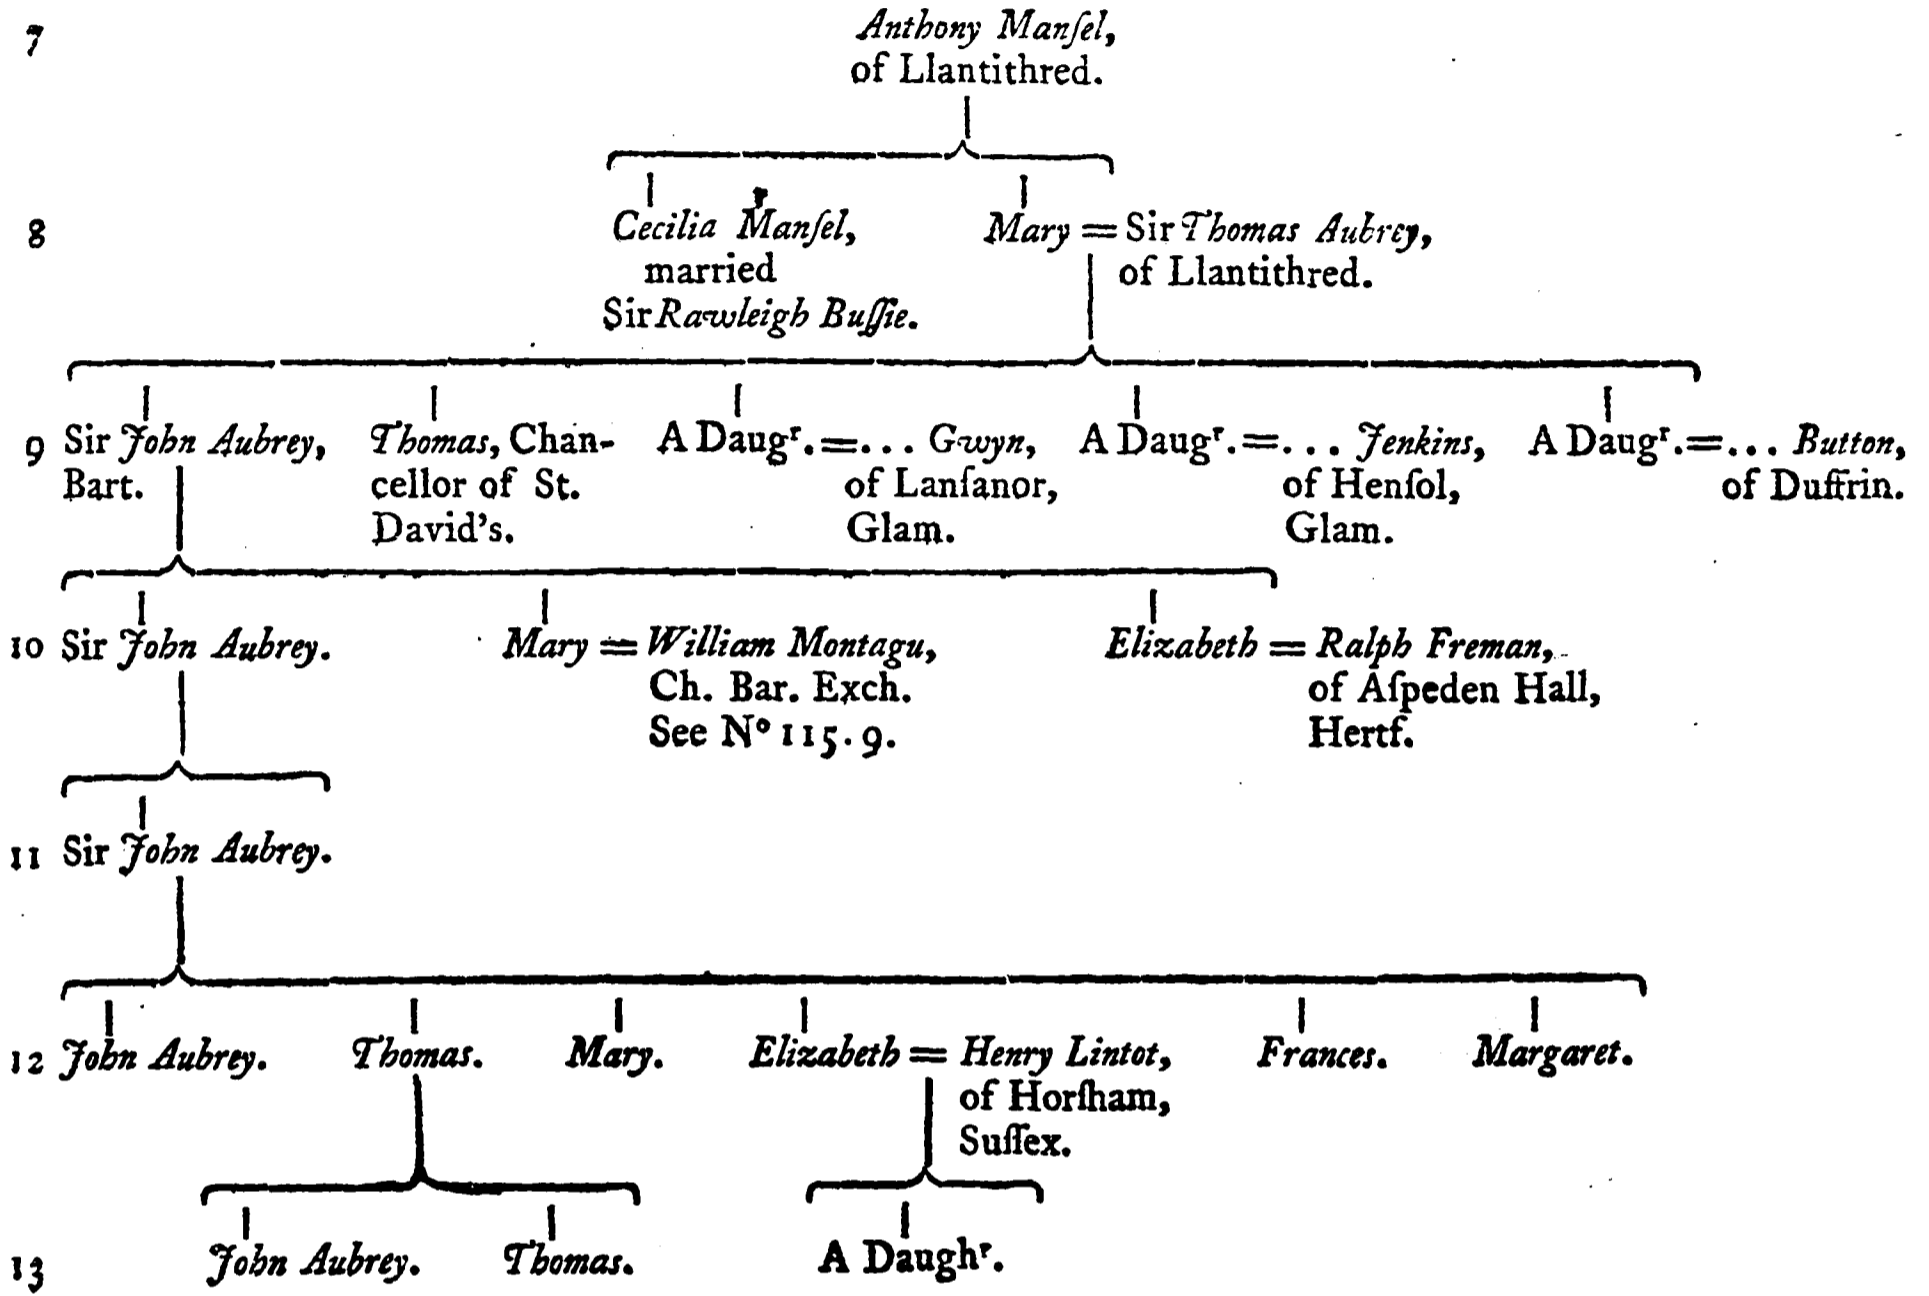 7
Anthony Manſel,
of Llantithred.
8
Cecilia Manſel,
married
Sir Rawleigh Buſſie.
Mary = Sir Thomas Aubrey,
of Llantithred.
9
Sir John Aubrey,
Bart.
Thomas, Chan-
cellor of St.
David's.
A Daugʳ. = ... Gwyn,
of Lanſanor,
Glam.
A Daugʳ. = ... Jenkins,
of Henſol,
Glam.
A Daugʳ. = ... Button,
of Duffrin.
10
Sir John Aubrey.
Mary = William Montagu,
Ch. Bar. Exch.
See Nº 115.9.
Elizabeth = Ralph Freman,
of Aſpeden Hall,
Hertf.
11
Sir John Aubrey.
12
John Aubrey.
Thomas.
Mary.
Elizabeth = Henry Lintot,
of Horſham,
Suſſex.
Frances.
Margaret.
13
John Aubrey.
Thomas.
A Daughʳ.